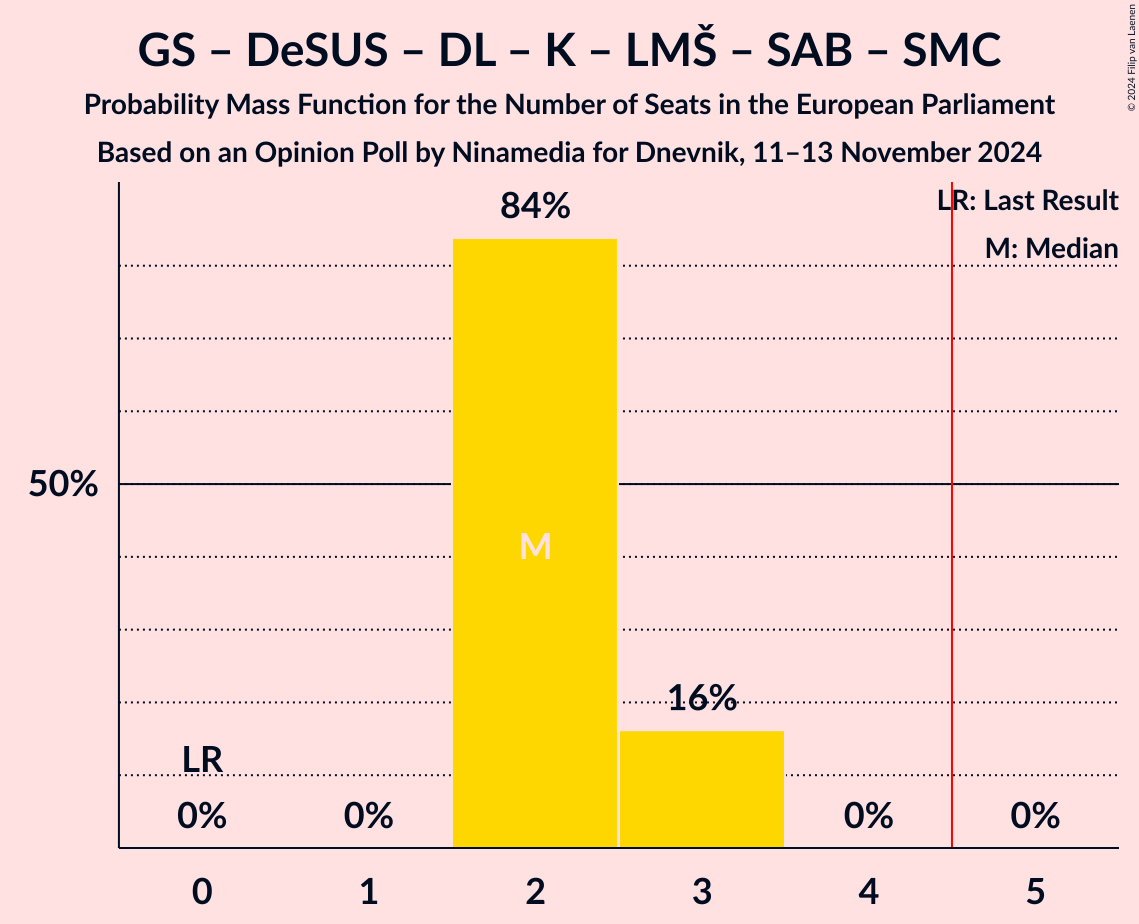 GS – DeSUS – DL – K – LMŠ – SAB – SMC
Probability Mass Function for the Number of Seats in the European Parliament
Based on an Opinion Poll by Ninamedia for Dnevnik, 11–13 November 2024
© 2024 Filip van Laenen
LR: Last Result
M: Median
84%
50%
M
16%
LR
0%
0%
0%
0%
0
1
2
3
4
5